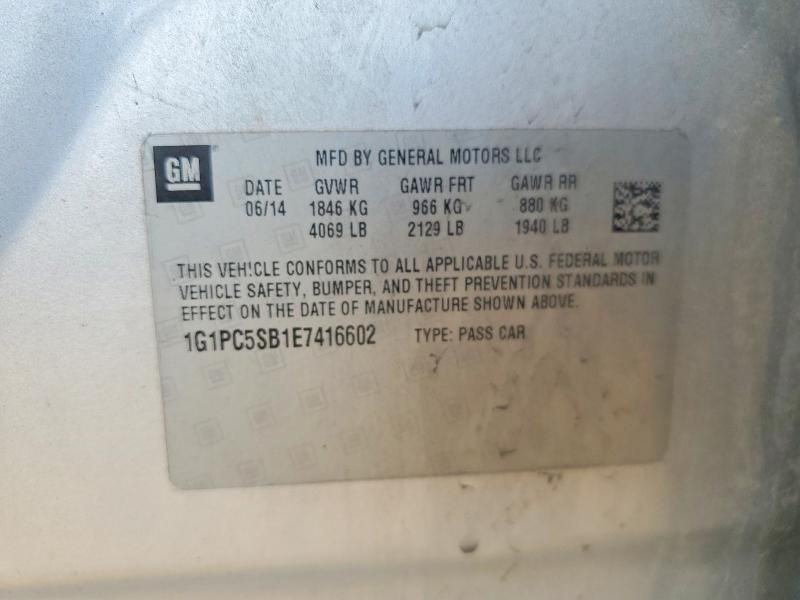 GM
MFD BY GENERAL MOTORS LLC
DATE GVWR GAWR FRT GAWR RR
06/14 1846 KG 966 KG 880 KG
4069 LB 2129 LB 1940 LB
THIS VEHICLE CONFORMS TO ALL APPLICABLE U.S. FEDERAL MOTOR
VEHICLE SAFETY, BUMPER, AND THEFT PREVENTION STANDARDS IN
EFFECT ON THE DATE OF MANUFACTURE SHOWN ABOVE.
1G1PC5SB1E7416602 TYPE: PASS CAR